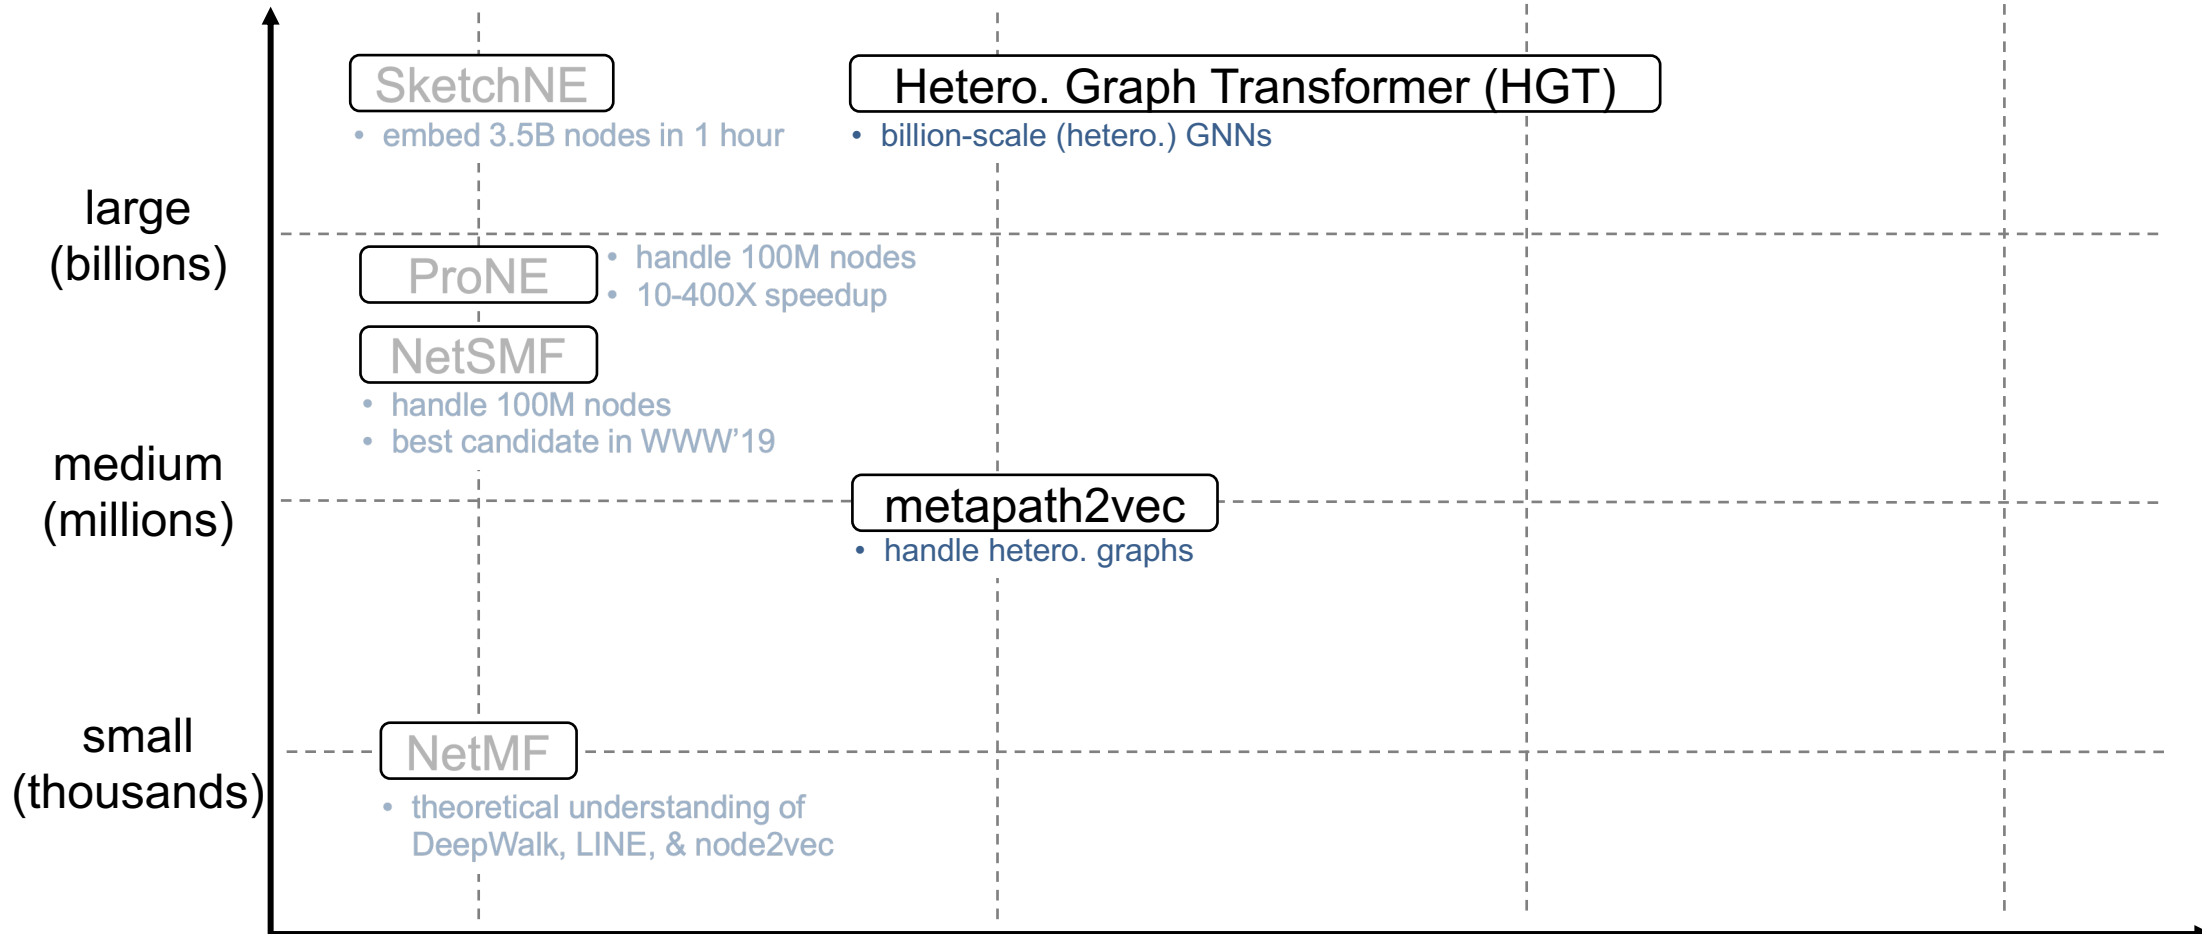 SketchNE
• embed 3.5B nodes in 1 hour
Hetero. Graph Transformer (HGT)
• billion-scale (hetero.) GNNs
large
(billions)
ProNE
• handle 100M nodes
• 10-400X speedup
NetSMF
• handle 100M nodes
• best candidate in WWW’19
medium
(millions)
metapath2vec
• handle hetero. graphs
small
(thousands)
NetMF
• theoretical understanding of
DeepWalk, LINE, & node2vec